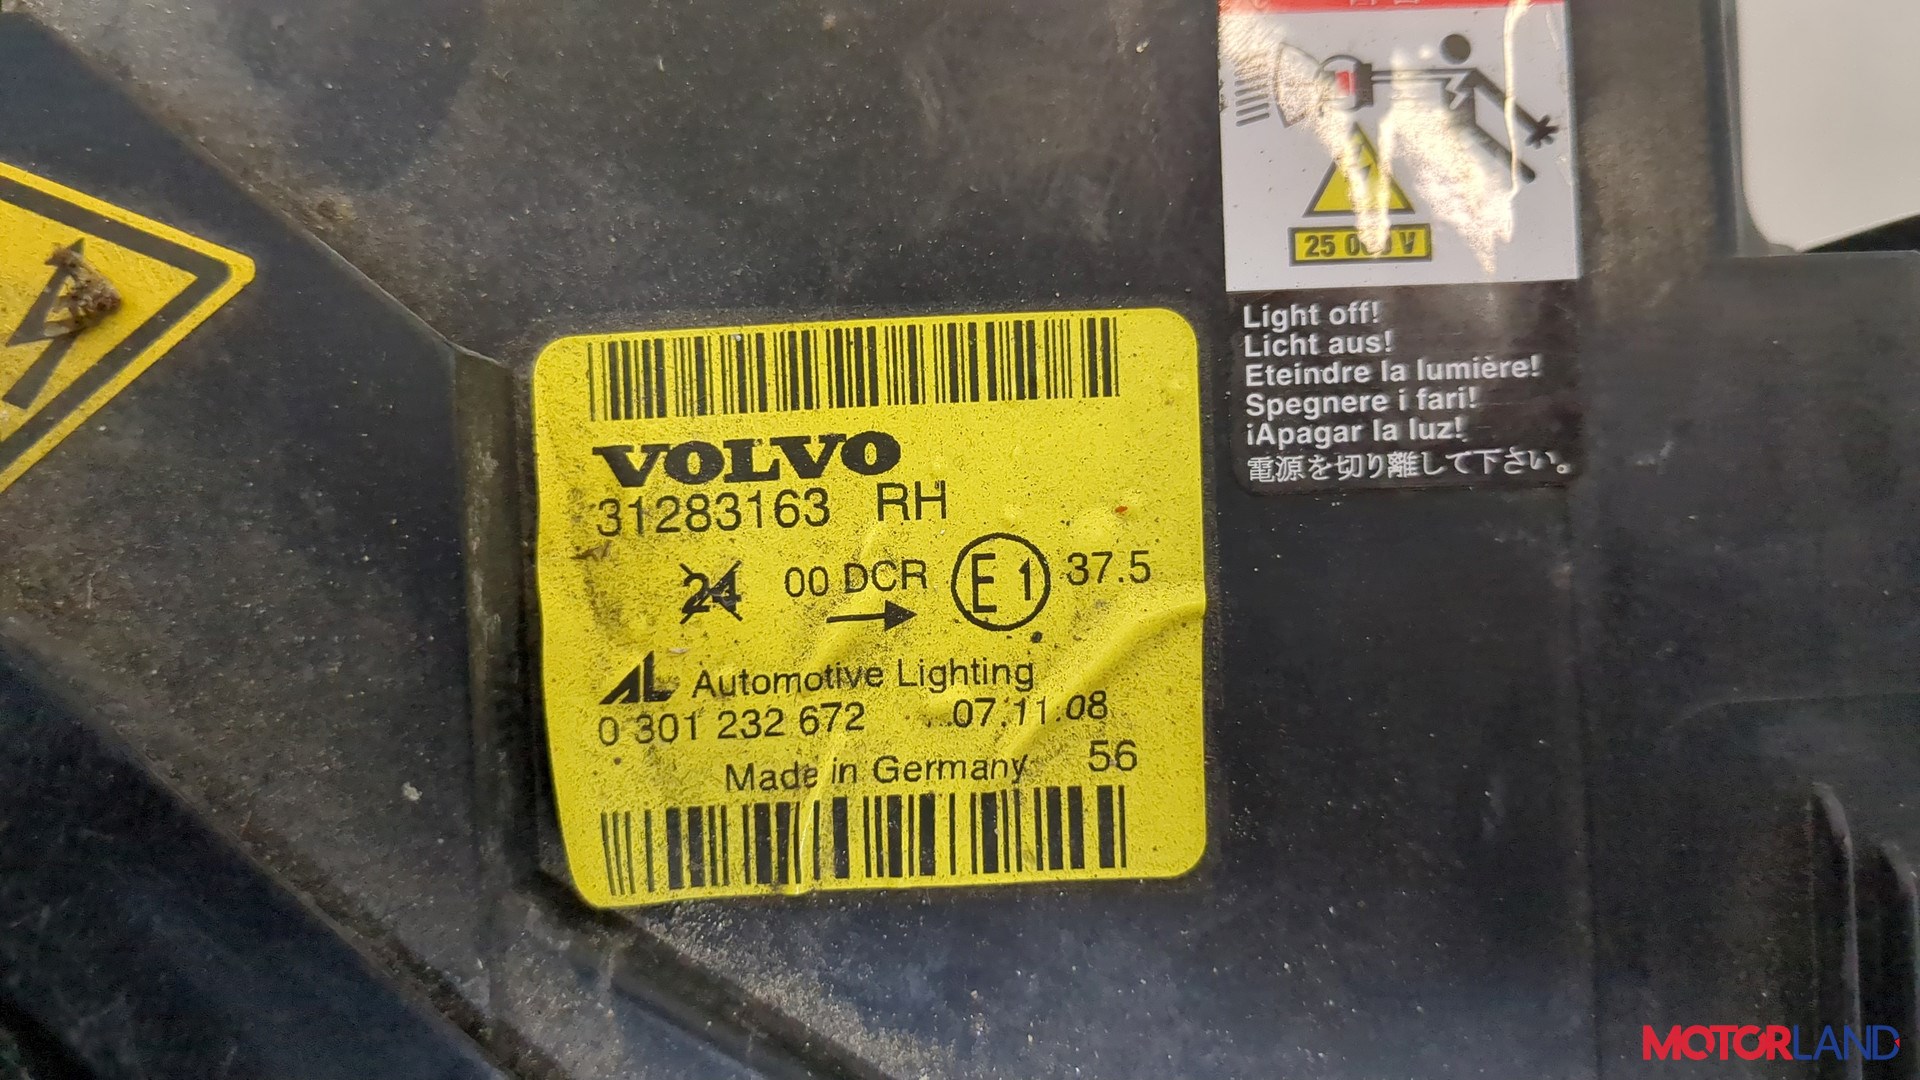 25 000 V
Light off!
Licht aus!
Eteindre la lumière!
Spegnere i fari!
¡Apagar la luz!
電源を切り離して下さい。
VOLVO
31283163 RH
24 00 DCR E1 37.5
AL Automotive Lighting
0 301 232 672 07.11.08
Made in Germany 56
MOTORLAND